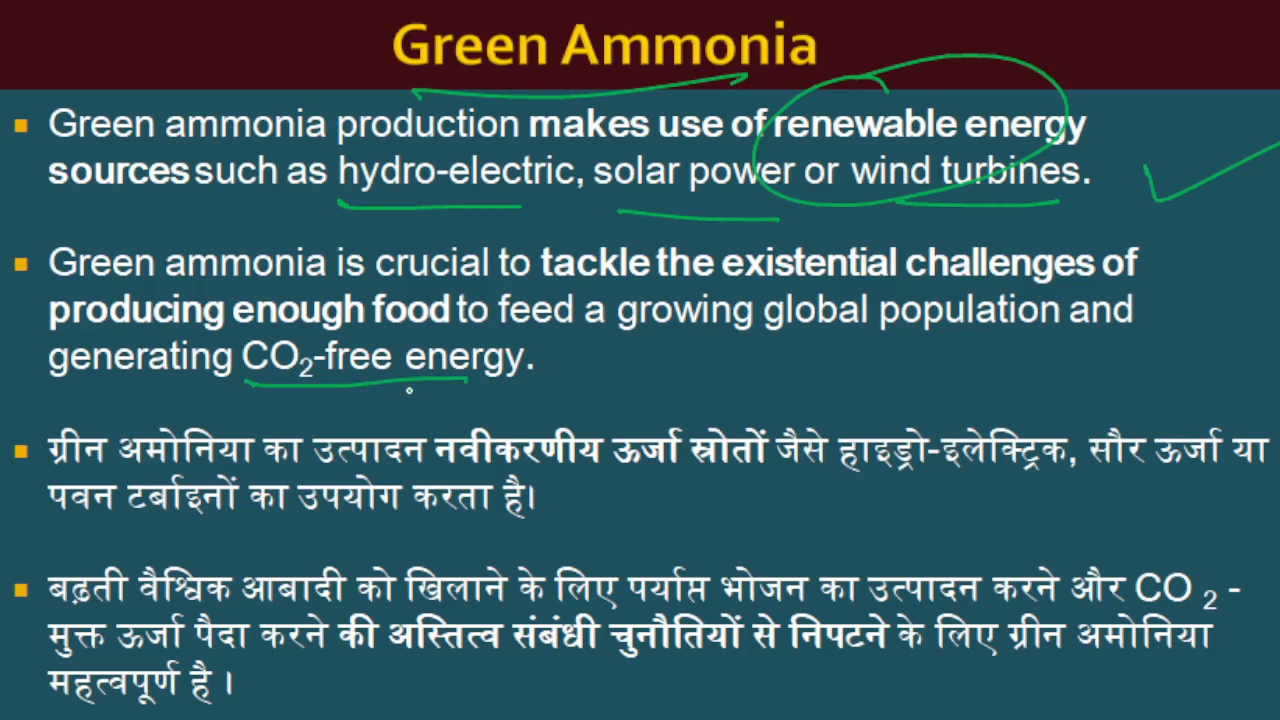 Green Ammonia
Green ammonia production makes use of renewable energy
sources such as hydro-electric, solar power or wind turbines.
Green ammonia is crucial to tackle the existential challenges of
producing enough food to feed a growing global population and
generating CO₂-free energy.
ग्रीन अमोनिया का उत्पादन नवीकरणीय ऊर्जा स्रोतों जैसे हाइड्रो-इलेक्ट्रिक, सौर ऊर्जा या
पवन टर्बाइनों का उपयोग करता है।
बढ़ती वैश्विक आबादी को खिलाने के लिए पर्याप्त भोजन का उत्पादन करने और CO ₂ -
मुक्त ऊर्जा पैदा करने की अस्तित्व संबंधी चुनौतियों से निपटने के लिए ग्रीन अमोनिया
महत्वपूर्ण है ।